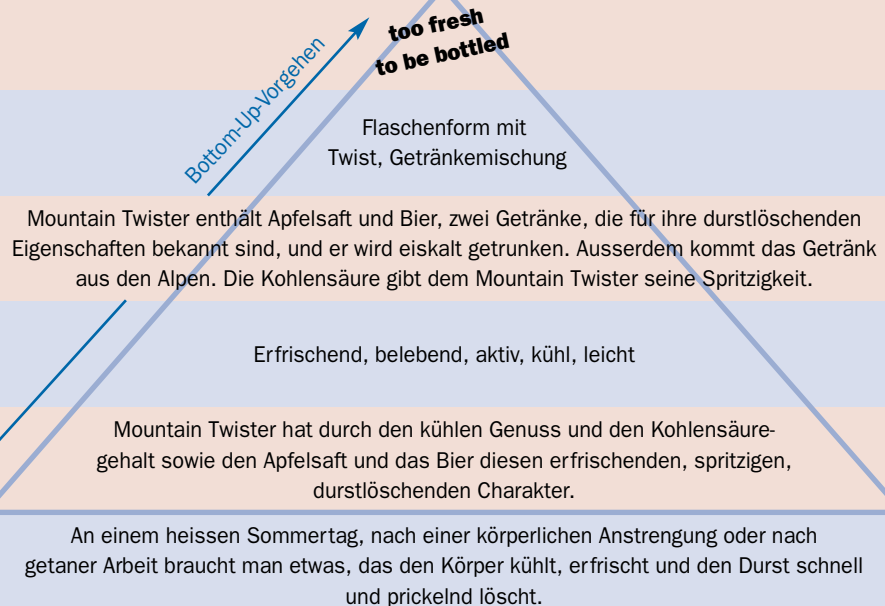 too fresh
to be bottled
Bottom-Up-Vorgehen
Flaschenform mit
Twist, Getränkemischung
Mountain Twister enthält Apfelsaft und Bier, zwei Getränke, die für ihre durstlöschenden
Eigenschaften bekannt sind, und er wird eiskalt getrunken. Ausserdem kommt das Getränk
aus den Alpen. Die Kohlensäure gibt dem Mountain Twister seine Spritzigkeit.
Erfrischend, belebend, aktiv, kühl, leicht
Mountain Twister hat durch den kühlen Genuss und den Kohlensäure-
gehalt sowie den Apfelsaft und das Bier diesen erfrischenden, spritzigen,
durstlöschenden Charakter.
An einem heissen Sommertag, nach einer körperlichen Anstrengung oder nach
getaner Arbeit braucht man etwas, das den Körper kühlt, erfrischt und den Durst schnell
und prickelnd löscht.